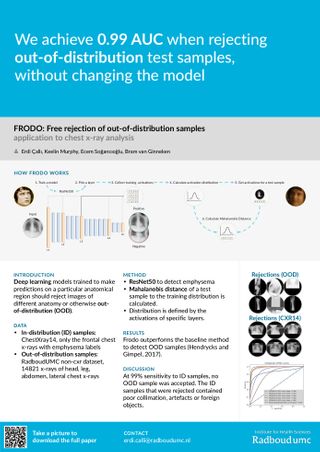 We achieve 0.99 AUC when rejecting
out-of-distribution test samples,
without changing the model
FRODO: Free rejection of out-of-distribution samples
application to chest x-ray analysis
Erdi Çallı, Keelin Murphy, Ecem Sogancıoglu, Bram van Ginneken
HOW FRODO WORKS
1. Train a model
2. Pick a layer
3. Collect training activations
4. Calculate activation distribution
5. Get activations for a test sample
ResNet50
Input
Positive
Negative
6. Calculate Mahalanobis Distance
INTRODUCTION
Deep learning models trained to make
predictions on a particular anatomical
region should reject images of
different anatomy or otherwise out-
of-distribution (OOD).
DATA
• In-distribution (ID) samples:
ChestXray14, only the frontal chest
x-rays with emphysema labels
• Out-of-distribution samples:
RadboudUMC non-cxr dataset,
14821 x-rays of head, leg,
abdomen, lateral chest x-rays
METHOD
• ResNet50 to detect emphysema
• Mahalanobis distance of a test
sample to the training distribution is
calculated.
• Distribution is defined by the
activations of specific layers.
RESULTS
Frodo outperforms the baseline method
to detect OOD samples (Hendrycks and
Gimpel, 2017).
DISCUSSION
At 99% sensitivity to ID samples, no
OOD sample was accepted. The ID
samples that were rejected contained
poor collimation, artefacts or foreign
objects.
Rejections (OOD)
Rejections (CXR14)
Take a picture to
download the full paper
CONTACT
erdi.calli@radboudumc.nl
Institute for Health Sciences
Radboudumc